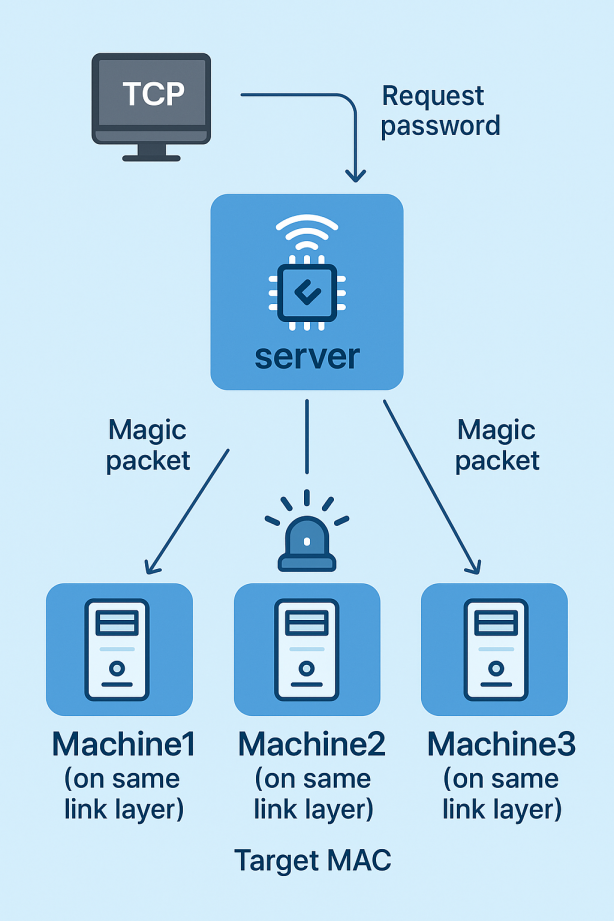 TCP
Request
password
server
Magic
packet
Magic
packet
Machine1
(on same
link layer)
Machine2
(on same
link layer)
Machine3
(on same
link layer)
Target MAC